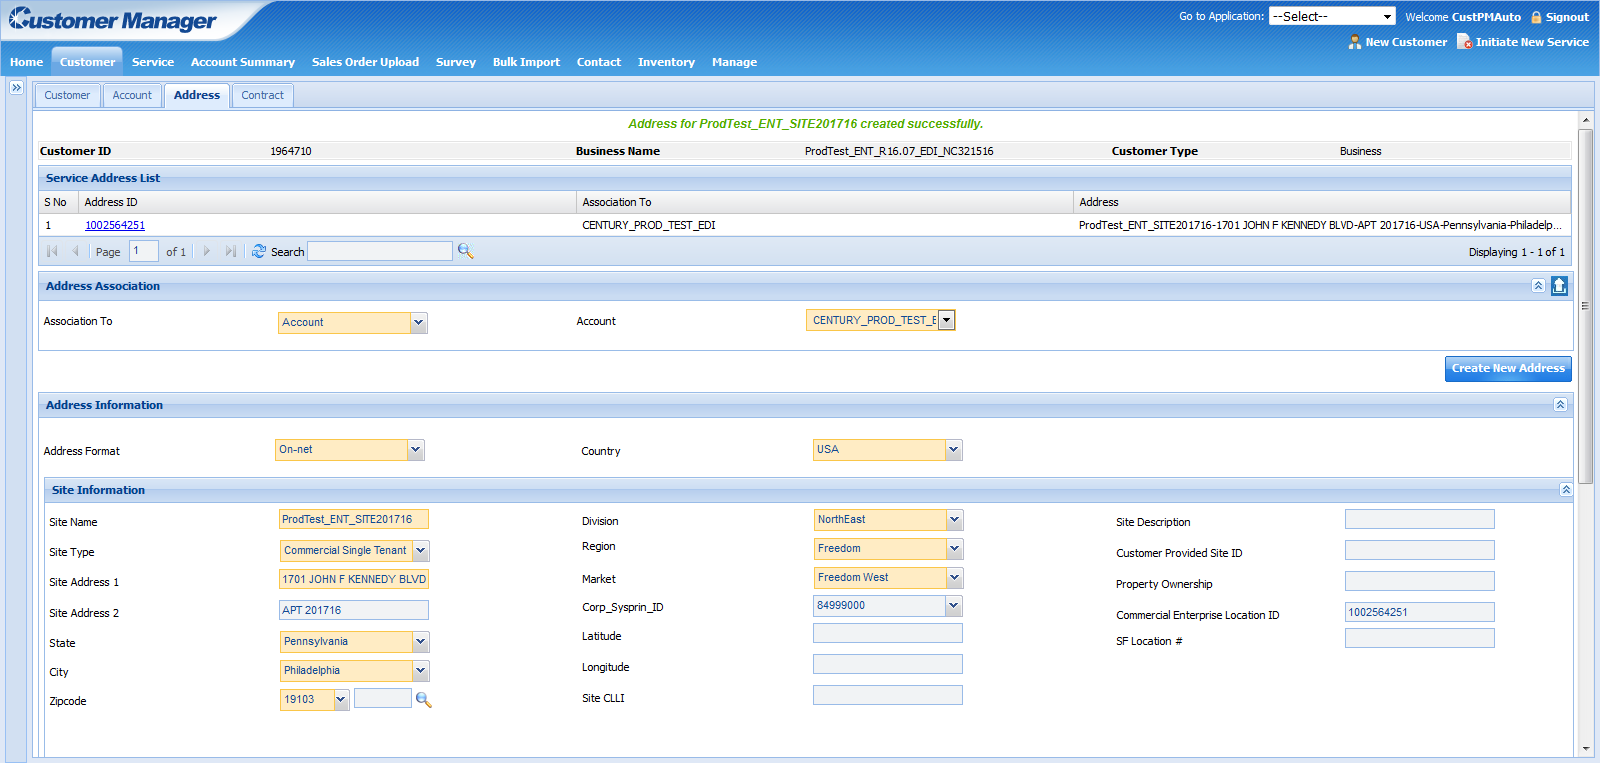 Customer Manager
Go to Application: --Select-- Welcome CustPMAuto Signout
New Customer Initiate New Service
Home Customer Service Account Summary Sales Order Upload Survey Bulk Import Contact Inventory Manage
Customer Account Address Contract
Address for ProdTest_ENT_SITE201716 created successfully.
Customer ID 1964710 Business Name ProdTest_ENT_R16.07_EDI_NC321516 Customer Type Business
Service Address List
S No Address ID Association To Address
1 1002564251 CENTURY_PROD_TEST_EDI ProdTest_ENT_SITE201716-1701 JOHN F KENNEDY BLVD-APT 201716-USA-Pennsylvania-Philadelp...
Page 1 of 1 Search Displaying 1 - 1 of 1
Address Association
Association To Account Account CENTURY_PROD_TEST_E
Create New Address
Address Information
Address Format On-net Country USA
Site Information
Site Name ProdTest_ENT_SITE201716 Division NorthEast Site Description
Site Type Commercial Single Tenant Region Freedom Customer Provided Site ID
Site Address 1 1701 JOHN F KENNEDY BLVD Market Freedom West Property Ownership
Site Address 2 APT 201716 Corp_Sysprin_ID 84999000 Commercial Enterprise Location ID 1002564251
State Pennsylvania Latitude SF Location #
City Philadelphia Longitude
Zipcode 19103 Site CLLI